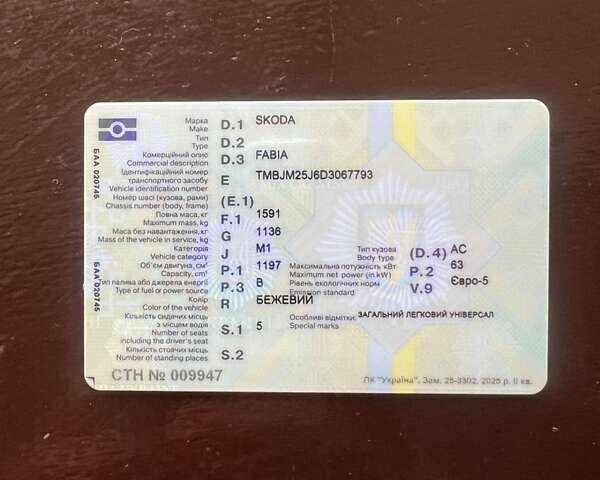 Марка D.1 SKODA
Make
Тип D.2
Type
Комерційний опис D.3 FABIA
Commercial description
Ідентифікаційний номер
транспортного засобу E TMBJM25J6D3067793
Vehicle identification number
Номер шасі (кузова, рами) (E.1)
Chassis number (body, frame)
Повна маса, кг F.1 1591
Maximum mass, kg
Маса без навантаження, кг G 1136
Mass of the vehicle in service, kg
Категорія J M1 Тип кузова (D.4) AC
Vehicle category Body type
Об'єм двигуна, см³ P.1 1197 Максимальна потужність кВт P.2 63
Capacity, cm³ Maximum net power (in kW)
Тип палива або джерела енергії P.3 B Рівень екологічних норм V.9 Євро-5
Type of fuel or power source Emission standard
Колір R БЕЖЕВИЙ
Color of the vehicle
Кількість сидячих місць Особливі відмітки: ЗАГАЛЬНИЙ ЛЕГКОВИЙ УНІВЕРСАЛ
з місцем водія S.1 5 Special marks
Number of seats
including the driver's seat
Кількість стоячих місць S.2
Number of standing places
СТН № 009947
ПК "Україна". Зам. 25-3302, 2025 р. II кв.
БАА 020746
БАА 020746